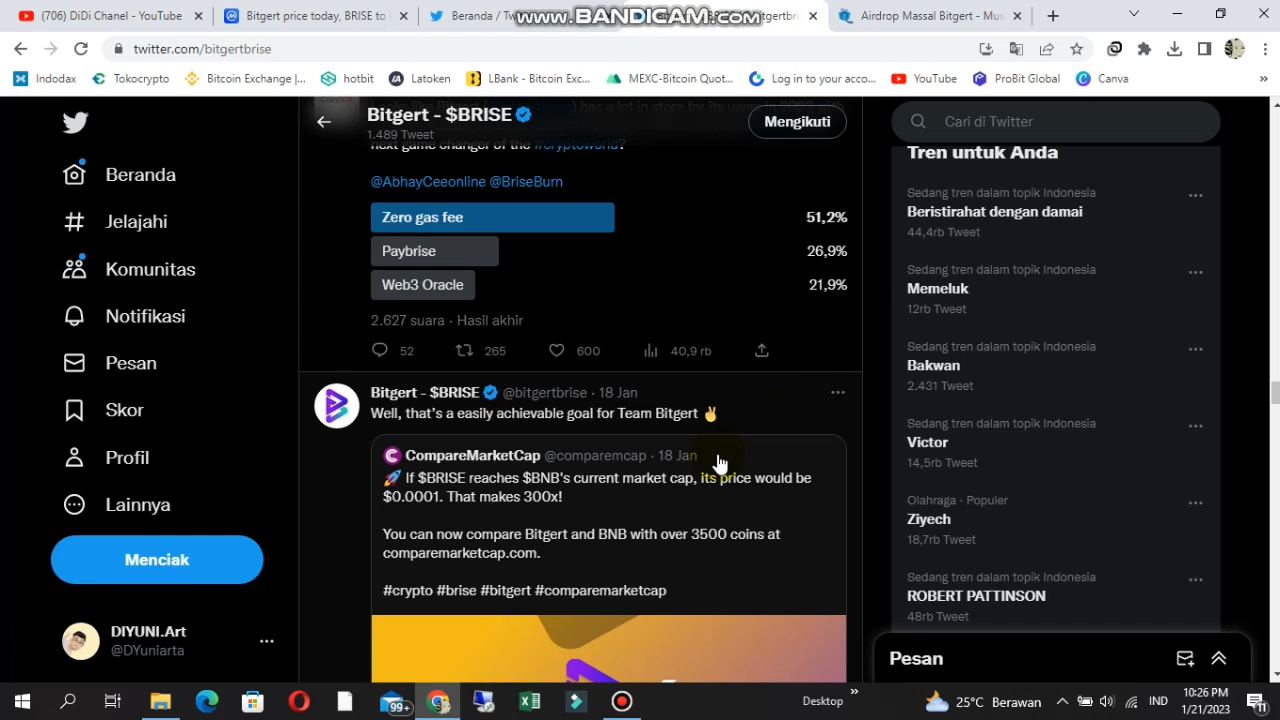 (706) DiDi Chanel - YouTube
Bitgert price today, BRISE to
Beranda / Tw
www.BANDICAM.com
Airdrop Massal Bitgert - Mus
twitter.com/bitgertbrise
Indodax
Tokocrypto
Bitcoin Exchange |...
hotbit
Latoken
LBank - Bitcoin Exc...
MEXC-Bitcoin Quot...
Log in to your acco...
YouTube
ProBit Global
Canva
Beranda
Jelajahi
Komunitas
Notifikasi
Pesan
Skor
Profil
Lainnya
Menciak
DIYUNI.Art
@DYuniarta
Bitgert - $BRISE
1.489 Tweet
Mengikuti
next game changer of the #cryptoworld?
@AbhayCeeonline @BriseBurn
Zero gas fee 51,2%
Paybrise 26,9%
Web3 Oracle 21,9%
2.627 suara · Hasil akhir
52 265 600 40,9 rb
Bitgert - $BRISE @bitgertbrise · 18 Jan
Well, that's a easily achievable goal for Team Bitgert ✌
CompareMarketCap @comparemcap · 18 Jan
🚀 If $BRISE reaches $BNB's current market cap, its price would be
$0.0001. That makes 300x!
You can now compare Bitgert and BNB with over 3500 coins at
comparemarketcap.com.
#crypto #brise #bitgert #comparemarketcap
Cari di Twitter
Tren untuk Anda
Sedang tren dalam topik Indonesia
Beristirahat dengan damai
44,4rb Tweet
Sedang tren dalam topik Indonesia
Memeluk
12rb Tweet
Sedang tren dalam topik Indonesia
Bakwan
2.431 Tweet
Sedang tren dalam topik Indonesia
Victor
14,5rb Tweet
Olahraga · Populer
Ziyech
18,7rb Tweet
Sedang tren dalam topik Indonesia
ROBERT PATTINSON
48rb Tweet
Pesan
99+
Desktop
25°C Berawan
IND
10:26 PM
1/21/2023
11